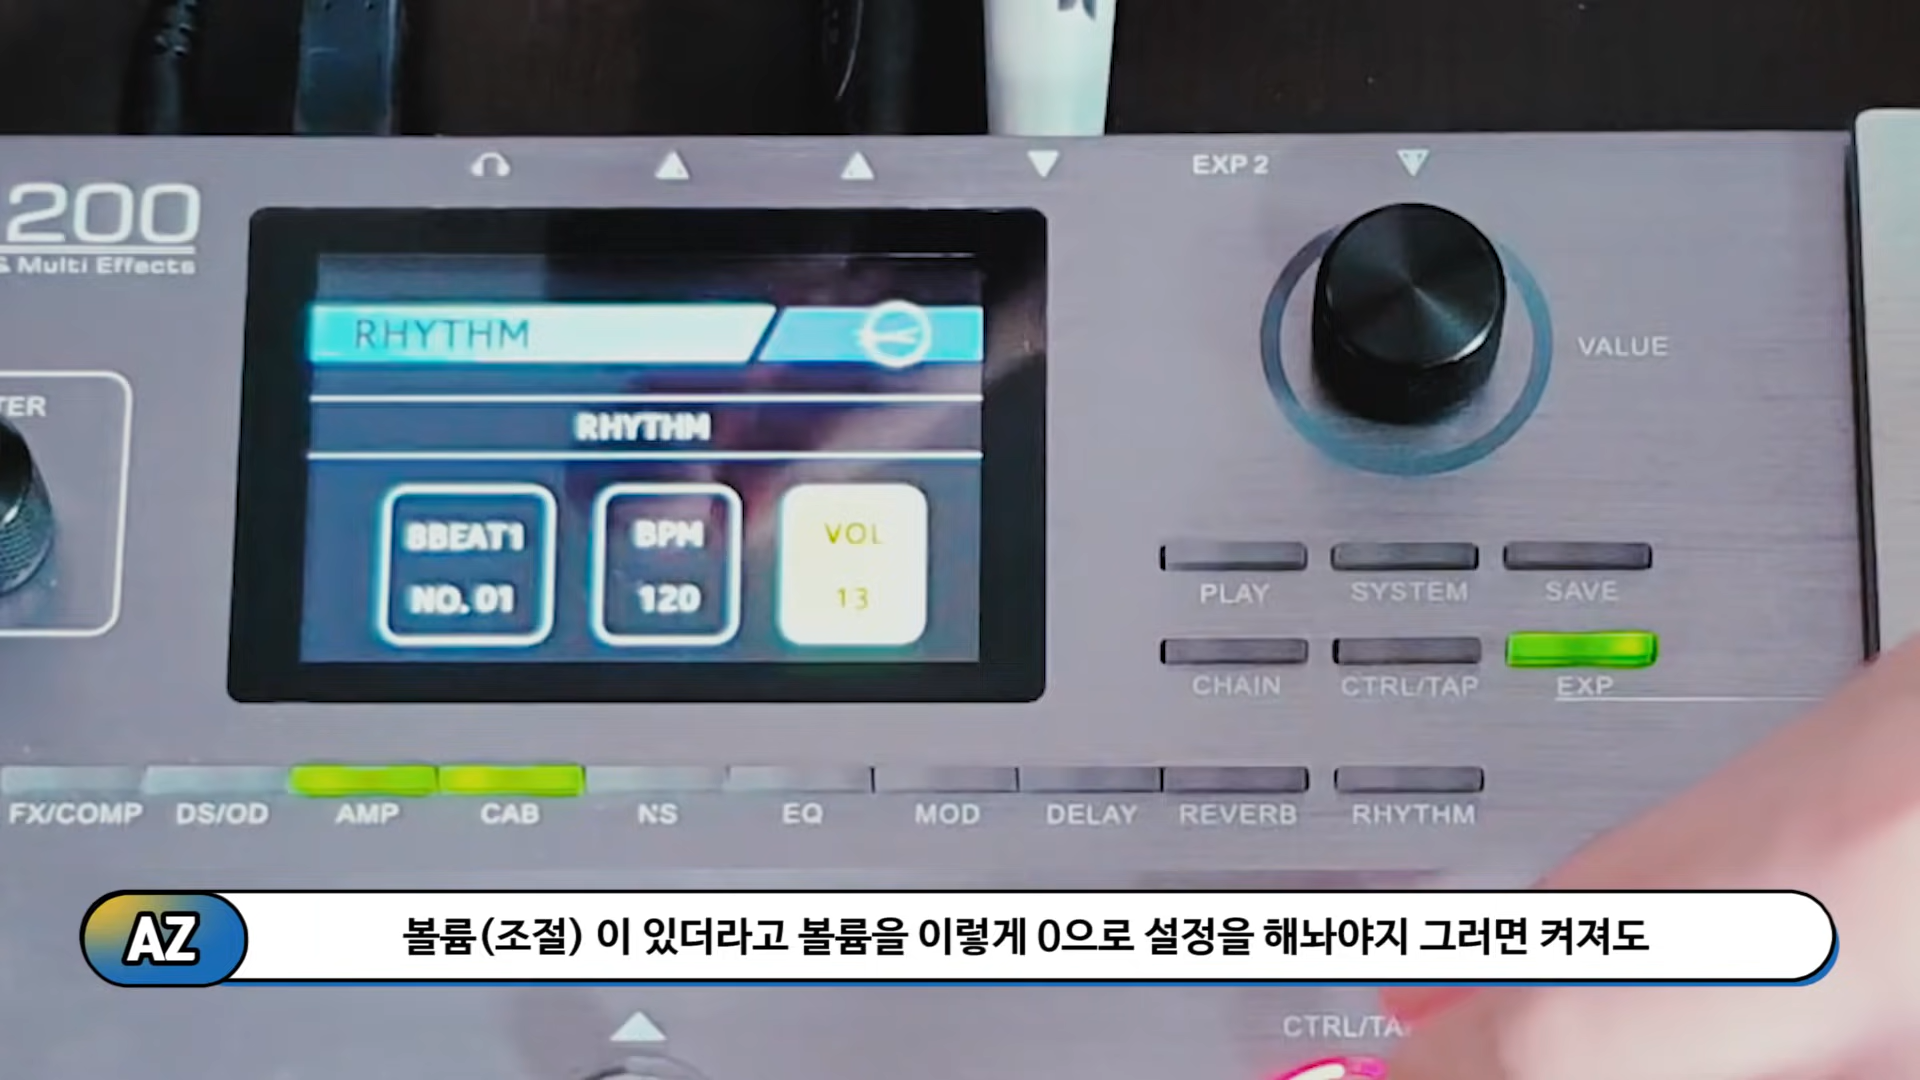 EXP 2
200
& Multi Effects
RHYTHM
VALUE
RHYTHM
8BEAT1
NO. 01
BPM
120
VOL
13
PLAY
SYSTEM
SAVE
CHAIN
CTRL/TAP
EXP
FX/COMP
DS/OD
AMP
CAB
NS
EQ
MOD
DELAY
REVERB
RHYTHM
AZ
볼륨(조절) 이 있더라고 볼륨을 이렇게 0으로 설정을 해놔야지 그러면 켜져도
CTRL/TA